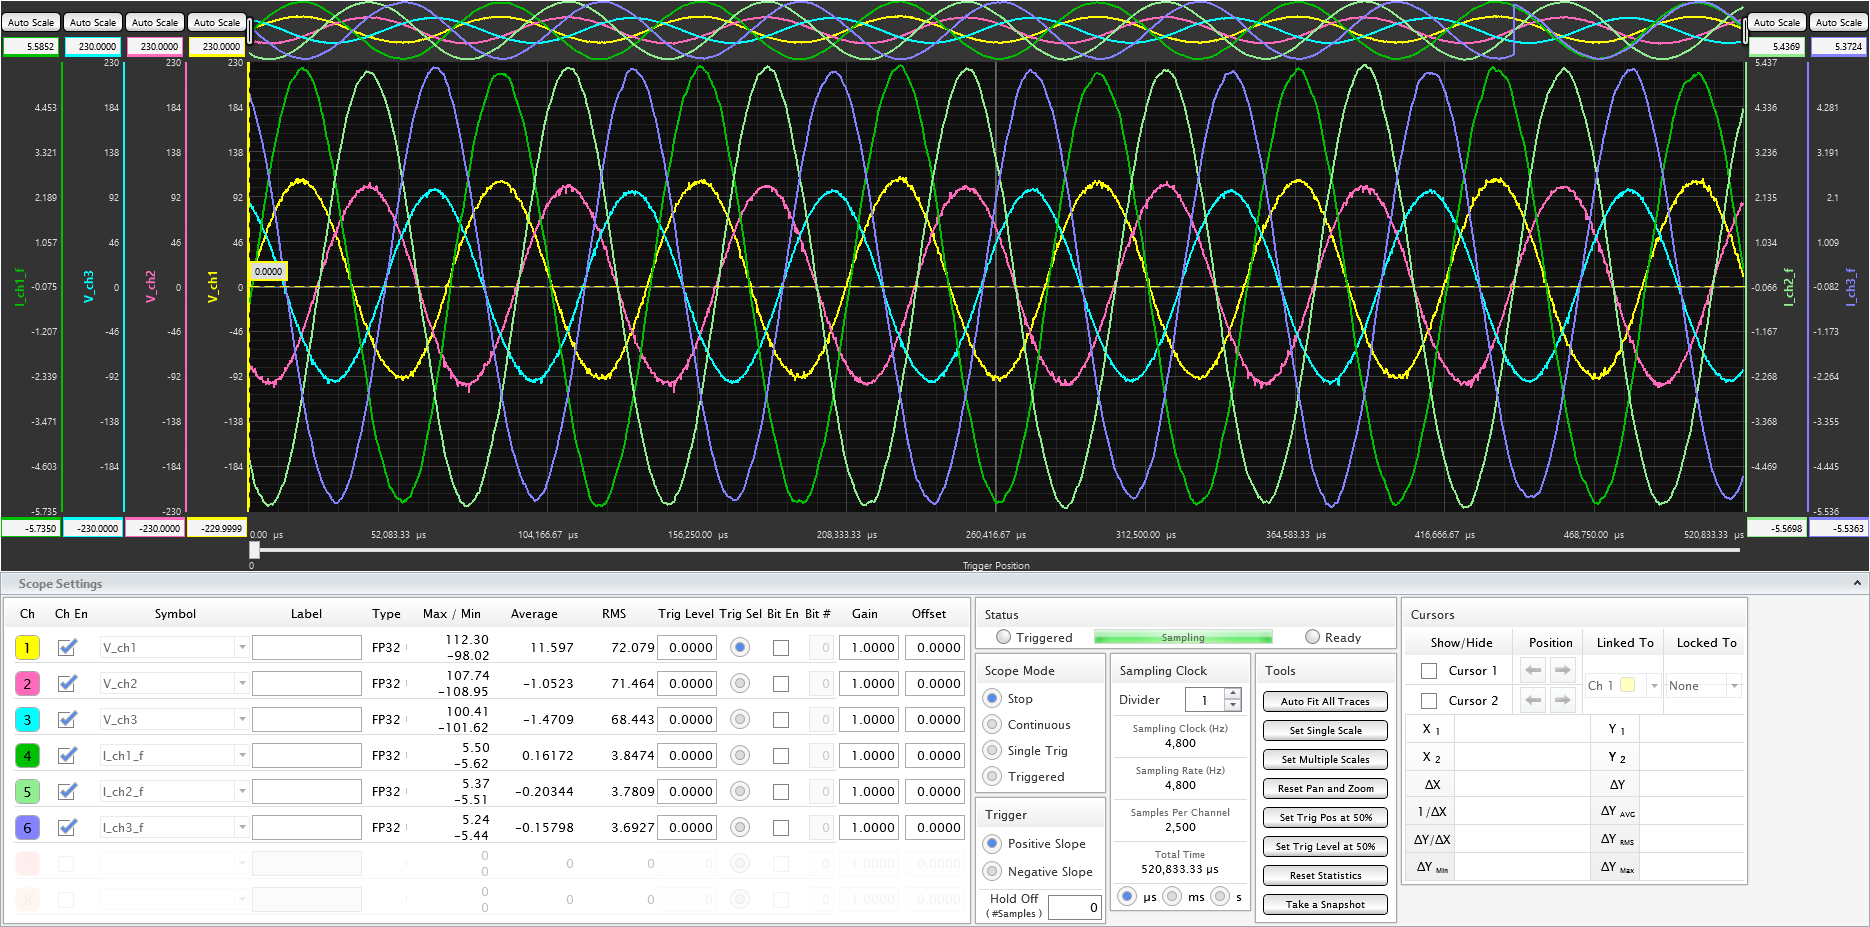 Auto Scale Auto Scale Auto Scale Auto Scale Auto Scale Auto Scale
5.5852 230.0000 230.0000 230.0000 5.4369 5.3724
230 230 230 5.437
4.453 184 184 184 4.336 4.281
3.321 138 138 138 3.236 3.191
2.189 92 92 92 2.135 2.1
1.057 46 46 46 1.034 1.009
I_ch1_f V_ch3 V_ch2 V_ch1 0.0000 I_ch2_f I_ch3_f
-0.075 0 0 0 -0.066 -0.082
-1.207 -46 -46 -46 -1.167 -1.173
-2.339 -92 -92 -92 -2.268 -2.264
-3.471 -138 -138 -138 -3.368 -3.355
-4.603 -184 -184 -184 -4.469 -4.445
-5.735 -230 -5.536
-5.7350 -230.0000 -230.0000 -229.9999 -5.5698 -5.5363
0.00 µs 52,083.33 µs 104,166.67 µs 156,250.00 µs 208,333.33 µs 260,416.67 µs 312,500.00 µs 364,583.33 µs 416,666.67 µs 468,750.00 µs 520,833.33 µs
0 Trigger Position
Scope Settings
Ch Ch En Symbol Label Type Max / Min Average RMS Trig Level Trig Sel Bit En Bit # Gain Offset
1 V_ch1 FP32 112.30 -98.02 11.597 72.079 0.0000 0 1.0000 0.0000
2 V_ch2 FP32 107.74 -108.95 -1.0523 71.464 0.0000 0 1.0000 0.0000
3 V_ch3 FP32 100.41 -101.62 -1.4709 68.443 0.0000 0 1.0000 0.0000
4 I_ch1_f FP32 5.50 -5.62 0.16172 3.8474 0.0000 0 1.0000 0.0000
5 I_ch2_f FP32 5.37 -5.51 -0.20344 3.7809 0.0000 0 1.0000 0.0000
6 I_ch3_f FP32 5.24 -5.44 -0.15798 3.6927 0.0000 0 1.0000 0.0000
0 0 0 0 0.0000 0 1.0000 0.0000
8 0 0 0 0 0.0000 0 1.0000 0.0000
Status
Triggered Sampling Ready
Scope Mode
Stop
Continuous
Single Trig
Triggered
Trigger
Positive Slope
Negative Slope
Hold Off
( #Samples ) 0
Sampling Clock
Divider 1
Sampling Clock (Hz)
4,800
Sampling Rate (Hz)
4,800
Samples Per Channel
2,500
Total Time
520,833.33 µs
µs ms s
Tools
Auto Fit All Traces
Set Single Scale
Set Multiple Scales
Reset Pan and Zoom
Set Trig Pos at 50%
Set Trig Level at 50%
Reset Statistics
Take a Snapshot
Cursors
Show/Hide Position Linked To Locked To
Cursor 1
Ch 1 None
Cursor 2
X 1 Y 1
X 2 Y 2
ΔX ΔY
1/ΔX ΔY AVG
ΔY/ΔX ΔY RMS
ΔY Min ΔY Max